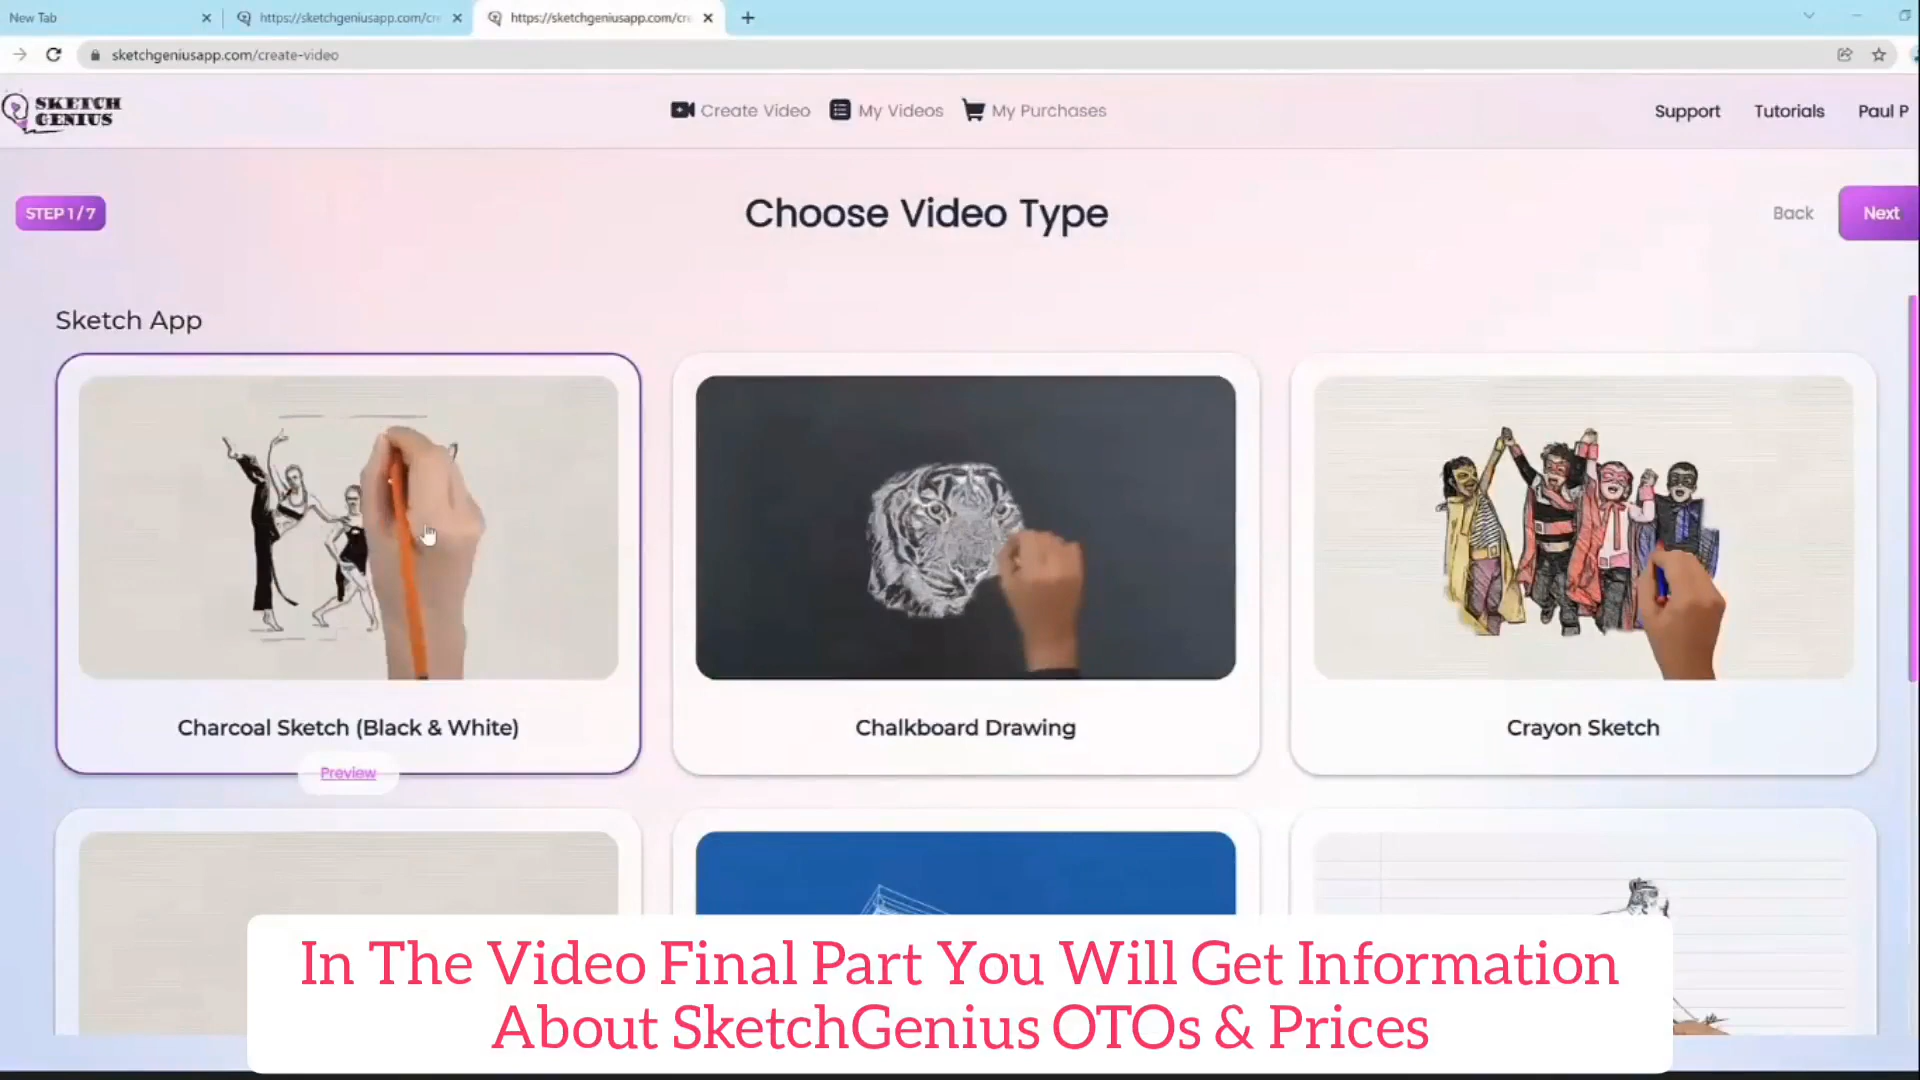 New Tab
https://sketchgeniusapp.com/cr
https://sketchgeniusapp.com/cr
sketchgeniusapp.com/create-video
SKETCH
GENIUS
Create Video
My Videos
My Purchases
Support
Tutorials
Paul P
STEP 1 / 7
Choose Video Type
Back
Next
Sketch App
Charcoal Sketch (Black & White)
Chalkboard Drawing
Crayon Sketch
Preview
In The Video Final Part You Will Get Information
About SketchGenius OTOs & Prices